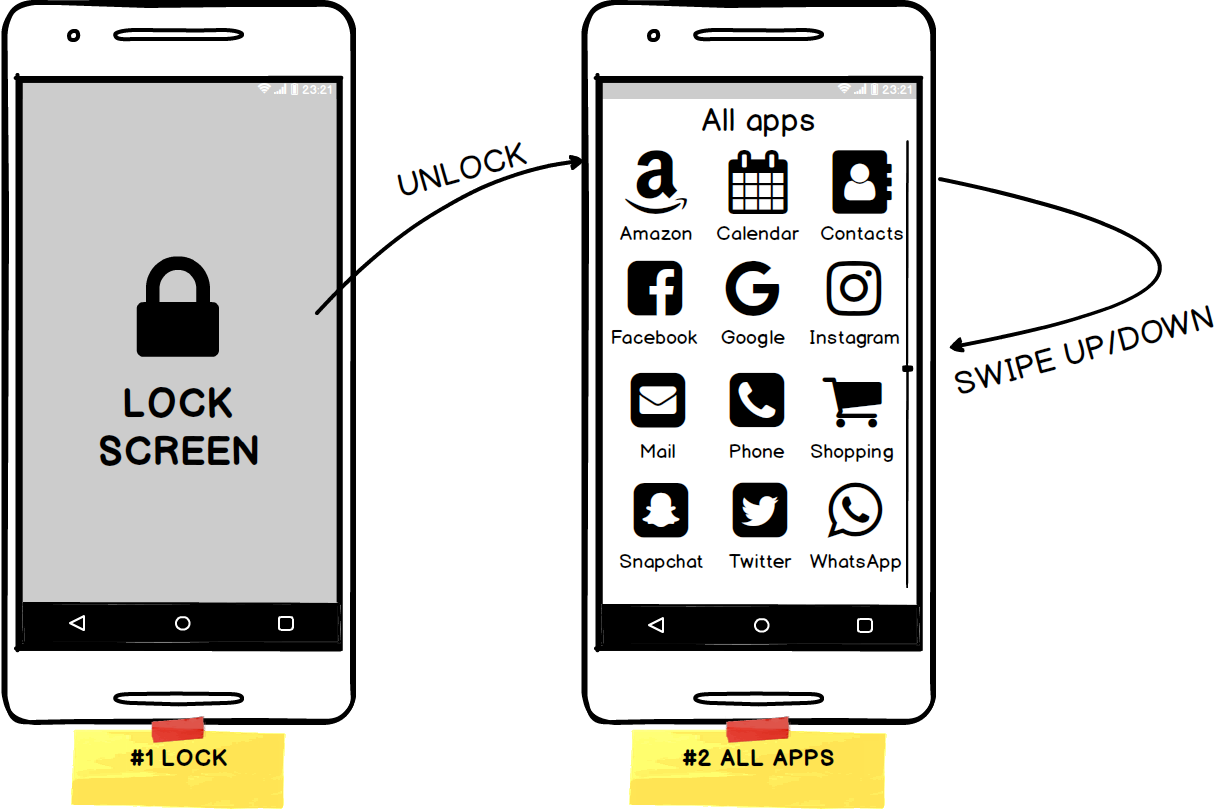 23:21
LOCK
SCREEN
#1 LOCK
UNLOCK
23:21
All apps
Amazon Calendar Contacts
Facebook Google Instagram
Mail Phone Shopping
Snapchat Twitter WhatsApp
#2 ALL APPS
SWIPE UP/DOWN